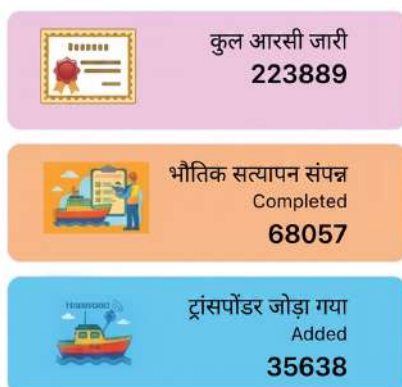 कुल आरसी जारी
223889
भौतिक सत्यापन संपन्न
Completed
68057
ट्रांसपोंडर जोड़ा गया
Added
35638